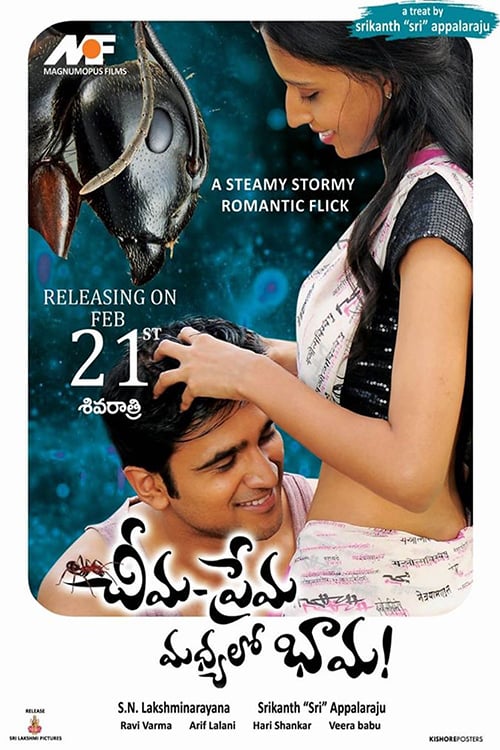 a treat by
srikanth "sri" appalaraju
MOF
MAGNUMOPUS FILMS
A STEAMY STORMY
ROMANTIC FLICK
RELEASING ON
FEB
21ST
శివరాత్రి
చీమ-ప్రేమ
మధ్యలో భామ!
S.N. Lakshminarayana Srikanth "Sri" Appalaraju
Ravi Varma Arif Lalani Hari Shankar Veera babu
RELEASE
SRI LAKSHMI PICTURES
KISHOREPOSTERS